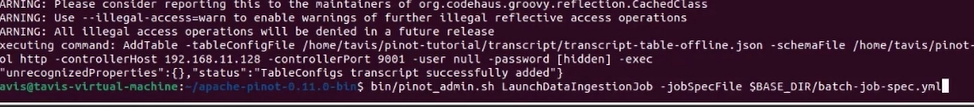 ARNING: Please consider reporting this to the maintainers of org.codehaus.groovy.reflection.CachedClass
ARNING: Use --illegal-access=warn to enable warnings of further illegal reflective access operations
ARNING: All illegal access operations will be denied in a future release
xecuting command: AddTable -tableConfigFile /home/tavis/pinot-tutorial/transcript/transcript-table-offline.json -schemaFile /home/tavis/pinot-
ol http -controllerHost 192.168.11.128 -controllerPort 9001 -user null -password [hidden] -exec
"unrecognizedProperties":{},"status":"TableConfigs transcript successfully added"}
avis@tavis-virtual-machine:~/apache-pinot-0.11.0-bin$ bin/pinot_admin.sh LaunchDataIngestionJob -jobSpecFile $BASE_DIR/batch-job-spec.yml